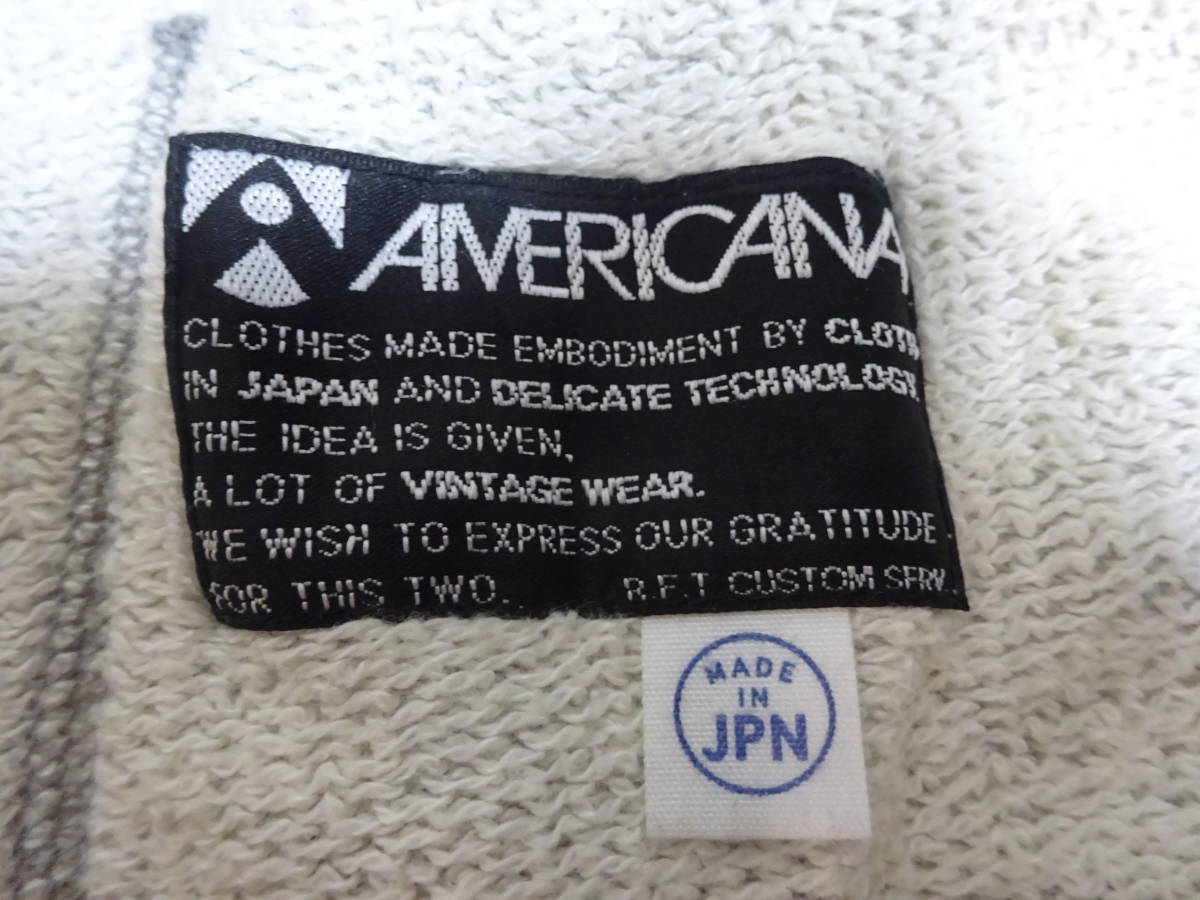 AMERICANA
CLOTHES MADE EMBODIMENT BY CLOTH
IN JAPAN AND DELICATE TECHNOLOGY.
THE IDEA IS GIVEN,
A LOT OF VINTAGE WEAR.
WE WISH TO EXPRESS OUR GRATITUDE
FOR THIS TWO. R.F.T CUSTOM SERV.
MADE
IN
JPN